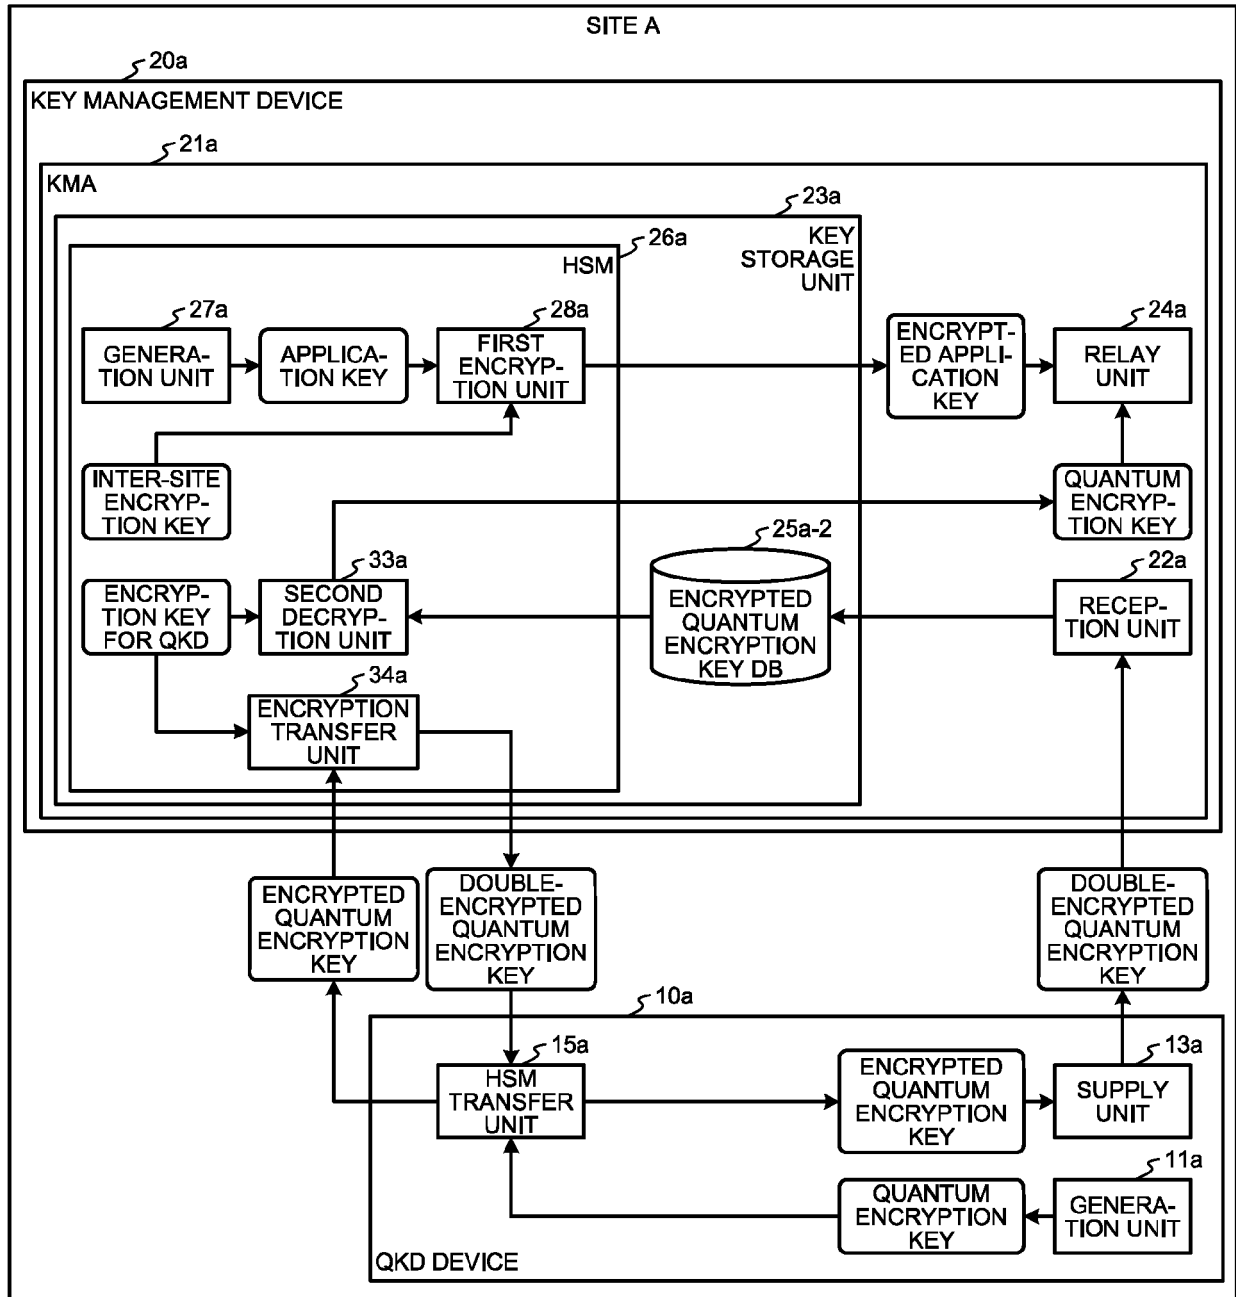 SITE A
20a
KEY MANAGEMENT DEVICE
21a
KMA
23a
KEY
STORAGE
UNIT
26a
HSM
27a
GENERA-
TION UNIT
APPLICA-
TION KEY
28a
FIRST
ENCRYP-
TION UNIT
ENCRYPT-
ED APPLI-
CATION
KEY
24a
RELAY
UNIT
INTER-SITE
ENCRYP-
TION KEY
QUANTUM
ENCRYP-
TION KEY
ENCRYP-
TION KEY
FOR QKD
33a
SECOND
DECRYP-
TION UNIT
25a-2
ENCRYPTED
QUANTUM
ENCRYPTION
KEY DB
22a
RECEP-
TION UNIT
34a
ENCRYPTION
TRANSFER
UNIT
ENCRYPTED
QUANTUM
ENCRYPTION
KEY
DOUBLE-
ENCRYPTED
QUANTUM
ENCRYPTION
KEY
DOUBLE-
ENCRYPTED
QUANTUM
ENCRYPTION
KEY
10a
15a
HSM
TRANSFER
UNIT
ENCRYPTED
QUANTUM
ENCRYPTION
KEY
13a
SUPPLY
UNIT
QUANTUM
ENCRYPTION
KEY
11a
GENERA-
TION UNIT
QKD DEVICE